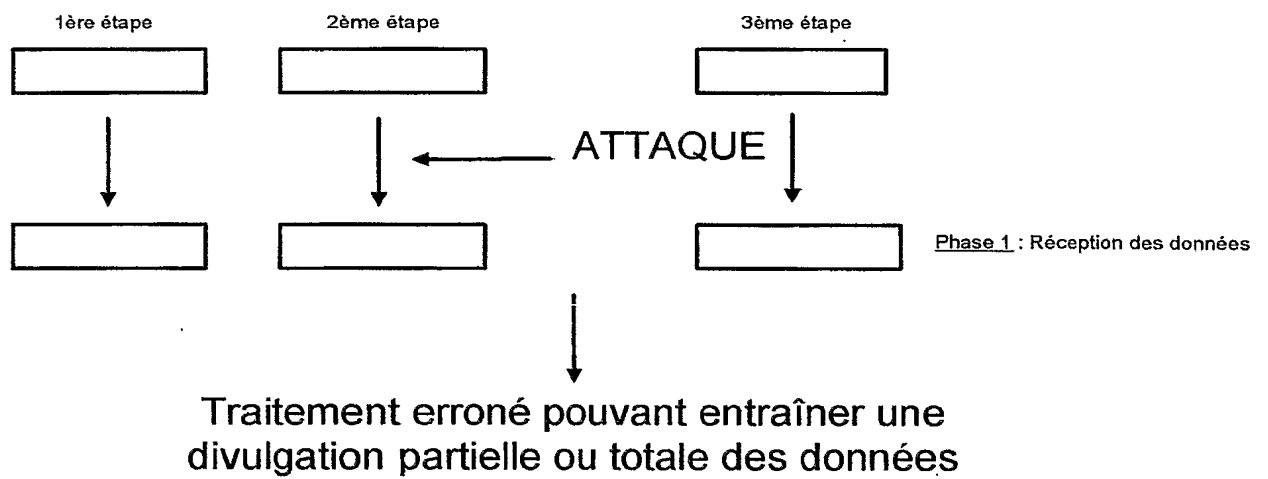 1ère étape
2ème étape
3ème étape
ATTAQUE
Phase 1 : Réception des données
Traitement erroné pouvant entraîner une
divulgation partielle ou totale des données